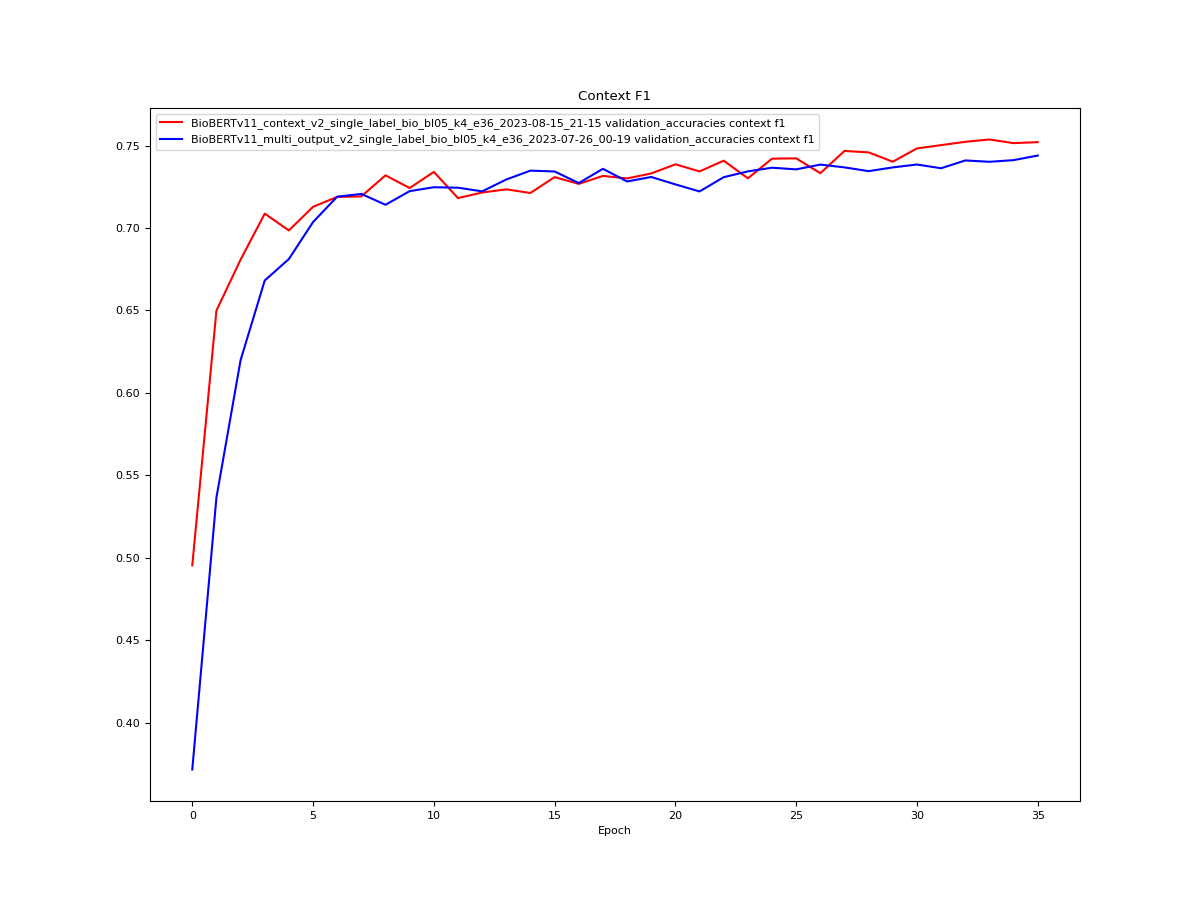 Context F1
BioBERTv11_context_v2_single_label_bio_bl05_k4_e36_2023-08-15_21-15 validation_accuracies context f1
BioBERTv11_multi_output_v2_single_label_bio_bl05_k4_e36_2023-07-26_00-19 validation_accuracies context f1
0.75
0.70
0.65
0.60
0.55
0.50
0.45
0.40
0 5 10 15 20 25 30 35
Epoch